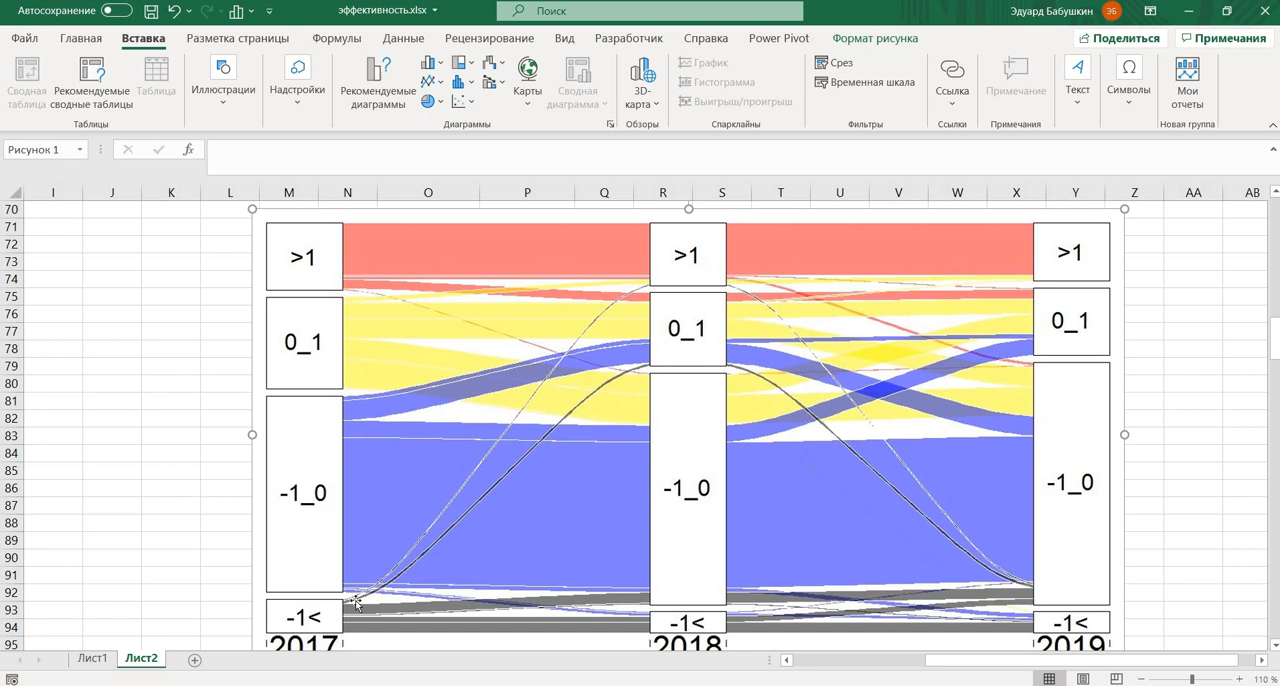 Автосохранение
эффективность.xlsx
Поиск
Эдуард Бабушкин
ЭБ
Файл Главная Вставка Разметка страницы Формулы Данные Рецензирование Вид Разработчик Справка Power Pivot Формат рисунка
Поделиться
Примечания
Сводная таблица
Рекомендуемые сводные таблицы
Таблица
Иллюстрации
Надстройки
Рекомендуемые диаграммы
Карты
Сводная диаграмма
3D-карта
График
Гистограмма
Выигрыш/проигрыш
Срез
Временная шкала
Ссылка
Примечание
Текст
Символы
Мои отчеты
Таблицы
Диаграммы
Обзоры
Спарклайны
Фильтры
Ссылки
Примечания
Новая группа
Рисунок 1
fx
I J K L M N O P Q R S T U V W X Y Z AA AB
70
71
72
73
74
75
76
77
78
79
80
81
82
83
84
85
86
87
88
89
90
91
92
93
94
95
>1 >1 >1
0_1 0_1 0_1
-1_0 -1_0 -1_0
-1< -1< -1<
2017 2018 2019
Лист1 Лист2
110 %